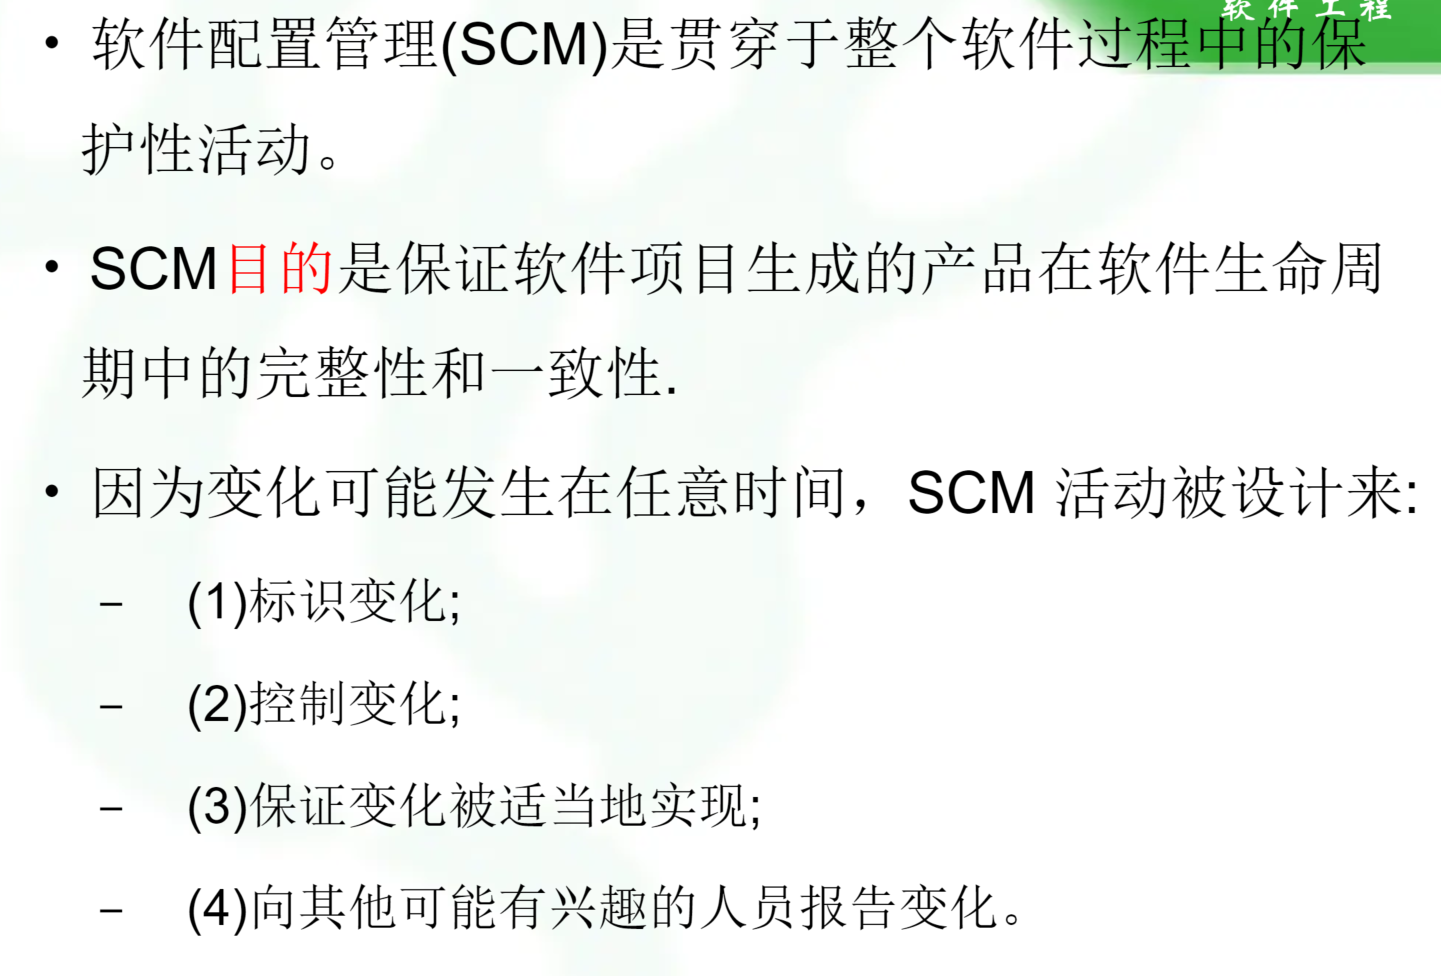 软件工程
• 软件配置管理(SCM)是贯穿于整个软件过程中的保
护性活动。
• SCM目的是保证软件项目生成的产品在软件生命周
期中的完整性和一致性.
• 因为变化可能发生在任意时间，SCM 活动被设计来:
– (1)标识变化;
– (2)控制变化;
– (3)保证变化被适当地实现;
– (4)向其他可能有兴趣的人员报告变化。